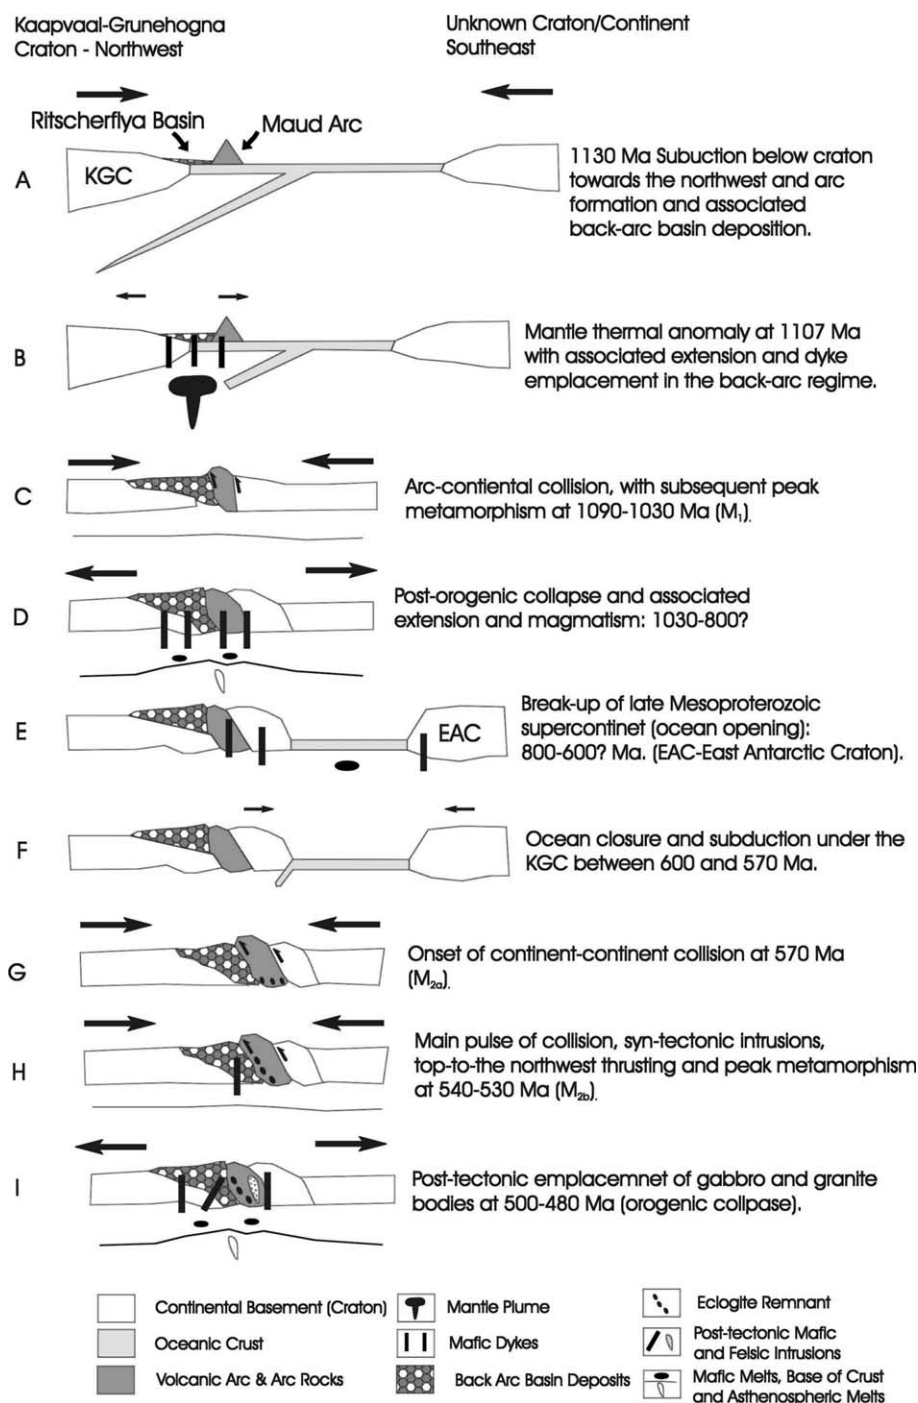 Kaapvaal-Grunehogna
Craton - Northwest
Unknown Craton/Continent
Southeast
Ritscherflya Basin
Maud Arc
A
KGC
1130 Ma Subuction below craton
towards the northwest and arc
formation and associated
back-arc basin deposition.
B
Mantle thermal anomaly at 1107 Ma
with associated extension and dyke
emplacement in the back-arc regime.
C
Arc-contiental collision, with subsequent peak
metamorphism at 1090-1030 Ma (M₁).
D
Post-orogenic collapse and associated
extension and magmatism: 1030-800?
E
EAC
Break-up of late Mesoproterozoic
supercontinet (ocean opening):
800-600? Ma. (EAC-East Antarctic Craton).
F
Ocean closure and subduction under the
KGC between 600 and 570 Ma.
G
Onset of continent-continent collision at 570 Ma
(M₂ₐ).
H
Main pulse of collision, syn-tectonic intrusions,
top-to-the northwest thrusting and peak metamorphism
at 540-530 Ma (M2b).
I
Post-tectonic emplacemnet of gabbro and granite
bodies at 500-480 Ma (orogenic collpase).
Continental Basement (Craton)
Oceanic Crust
Volcanic Arc & Arc Rocks
Mantle Plume
Mafic Dykes
Back Arc Basin Deposits
Eclogite Remnant
Post-tectonic Mafic
and Felsic Intrusions
Mafic Melts, Base of Crust
and Asthenospheric Melts